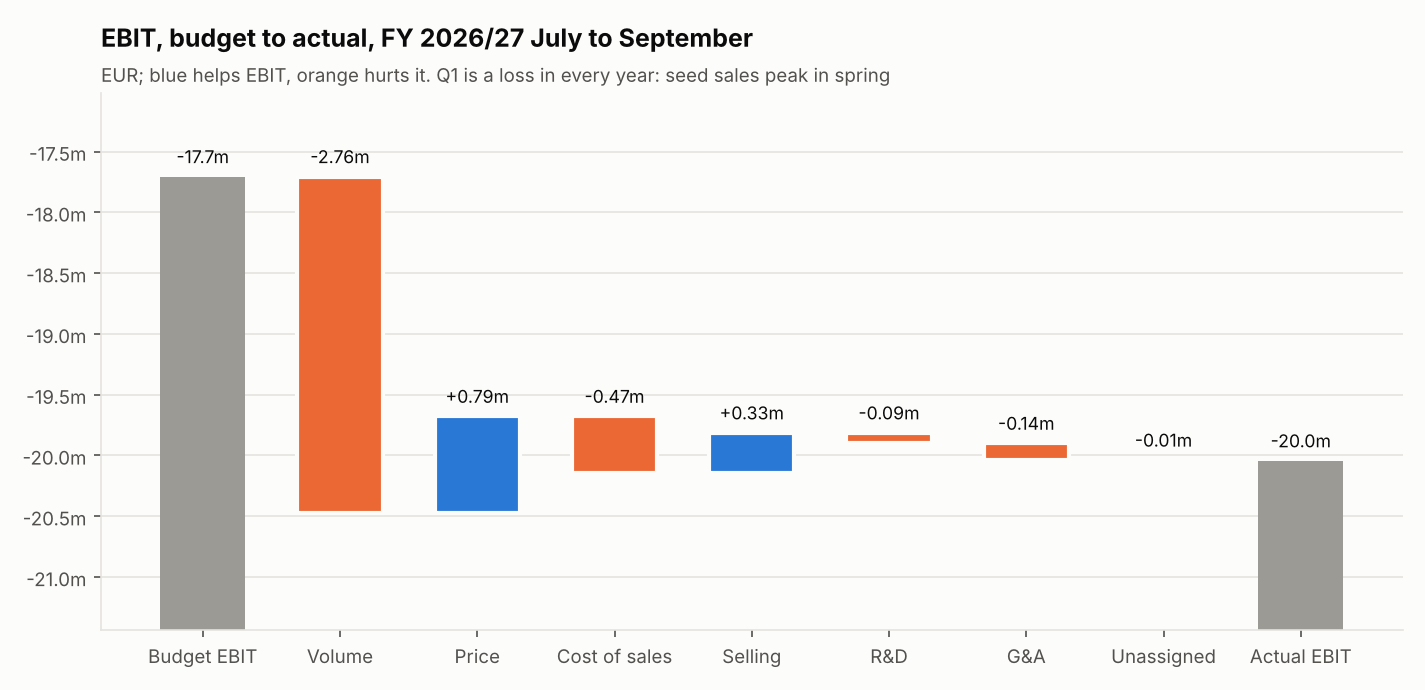 EBIT, budget to actual, FY 2026/27 July to September
EUR; blue helps EBIT, orange hurts it. Q1 is a loss in every year: seed sales peak in spring
-17.5m
-18.0m
-18.5m
-19.0m
-19.5m
-20.0m
-20.5m
-21.0m
-17.7m
-2.76m
+0.79m
-0.47m
+0.33m
-0.09m
-0.14m
-0.01m
-20.0m
Budget EBIT
Volume
Price
Cost of sales
Selling
R&D
G&A
Unassigned
Actual EBIT